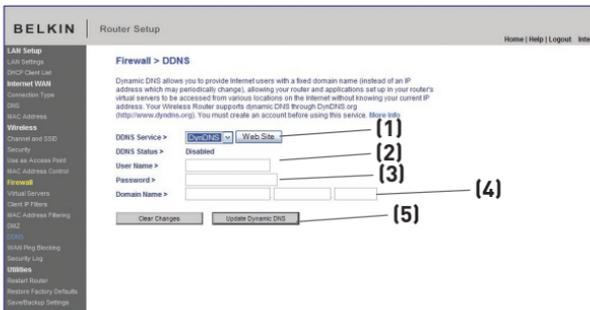 BELKIN
Router Setup
Home | Help | Logout Inte
LAN Setup
LAN Settings
DHCP Client List
Internet WAN
Connection Type
DNS
MAC Address
Wireless
Channel and SSID
Security
Use as Access Point
MAC Address Control
Firewall
Virtual Servers
Client IP Filters
MAC Address Filtering
DMZ
DDNS
WAN Ping Blocking
Security Log
Utilities
Restart Router
Restore Factory Defaults
Save/Backup Settings
Firewall > DDNS
Dynamic DNS allows you to provide Internet users with a fixed domain name (instead of an IP
address which may periodically change), allowing your router and applications set up in your router's
virtual servers to be accessed from various locations on the Internet without knowing your current IP
address. Your Wireless Router supports dynamic DNS through DynDNS.org
(http://www.dyndns.org). You must create an account before using this service. More Info
DDNS Service > DynDNS Web Site (1)
DDNS Status > Disabled
User Name > (2)
Password > (3)
Domain Name > (4)
Clear Changes Update Dynamic DNS (5)